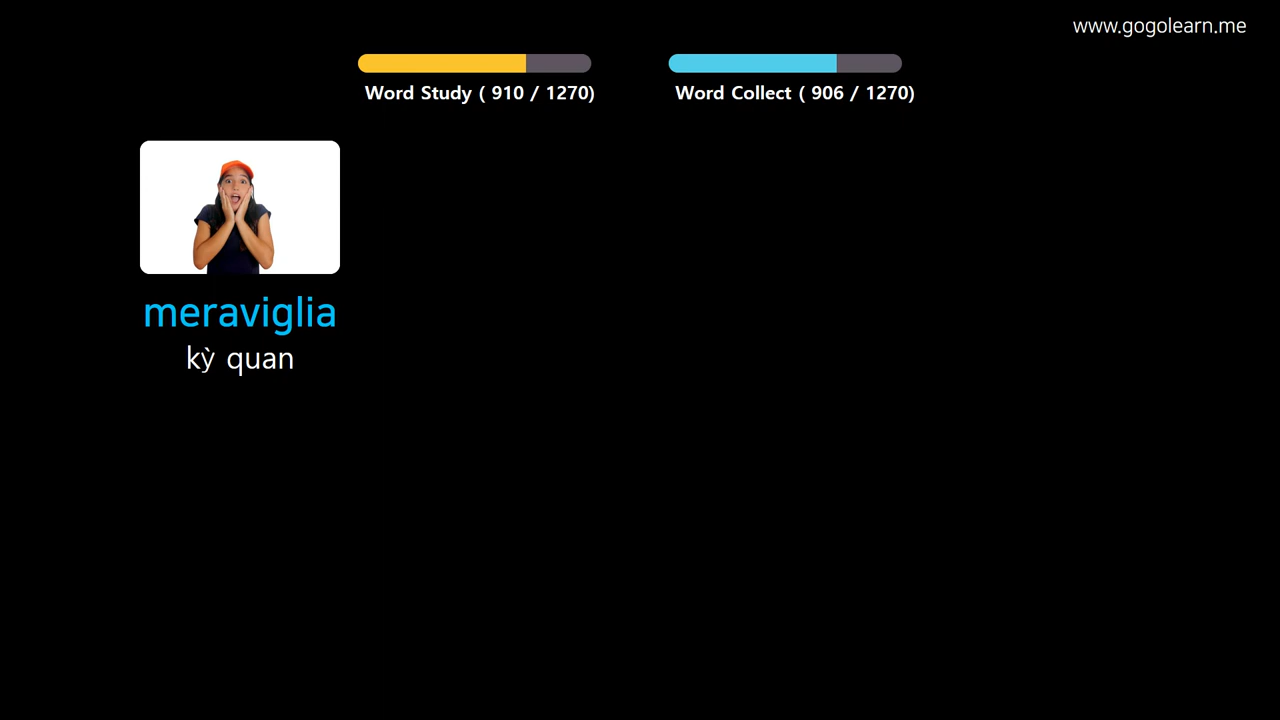 www.gogolearn.me
Word Study ( 910 / 1270)
Word Collect ( 906 / 1270)
meraviglia
kỳ quan